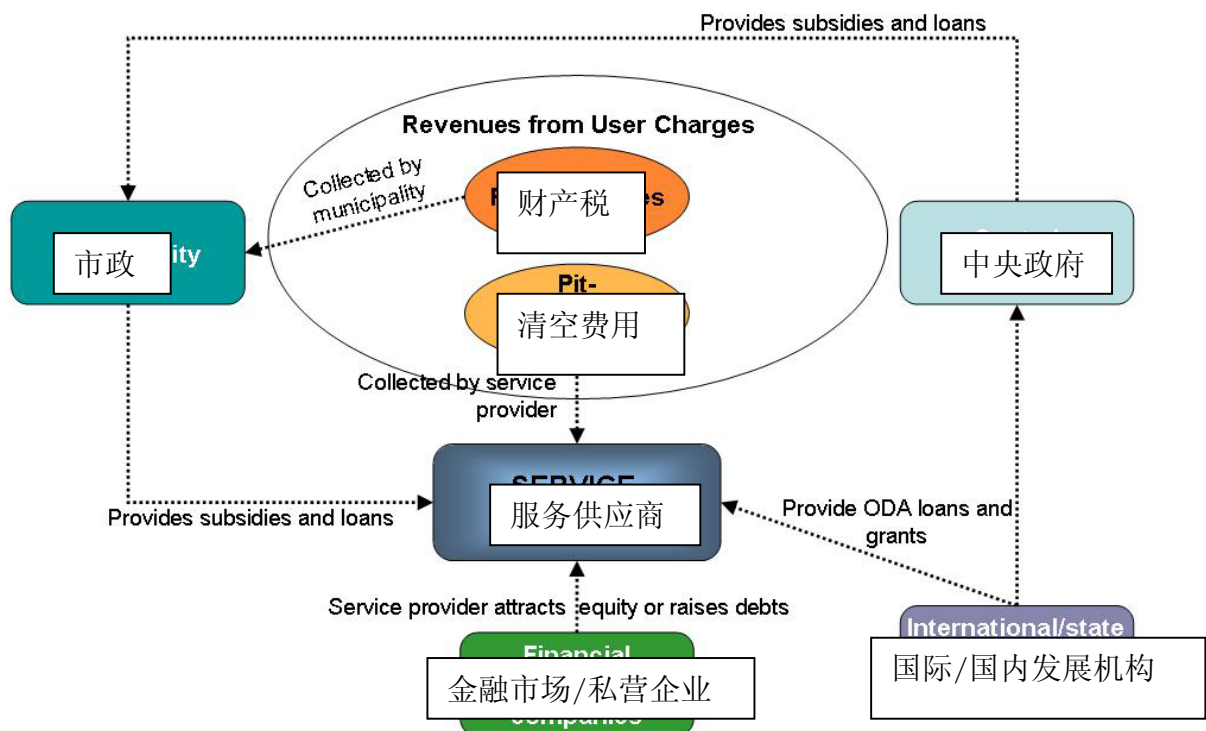 Provides subsidies and loans
Revenues from User Charges
Collected by
municipality
财产税
市政
中央政府
Pit-
清空费用
Collected by service
provider
服务供应商
Provides subsidies and loans
Provide ODA loans and
grants
Service provider attracts equity or raises debts
International/state
Financial
国际/国内发展机构
金融市场/私营企业
companies